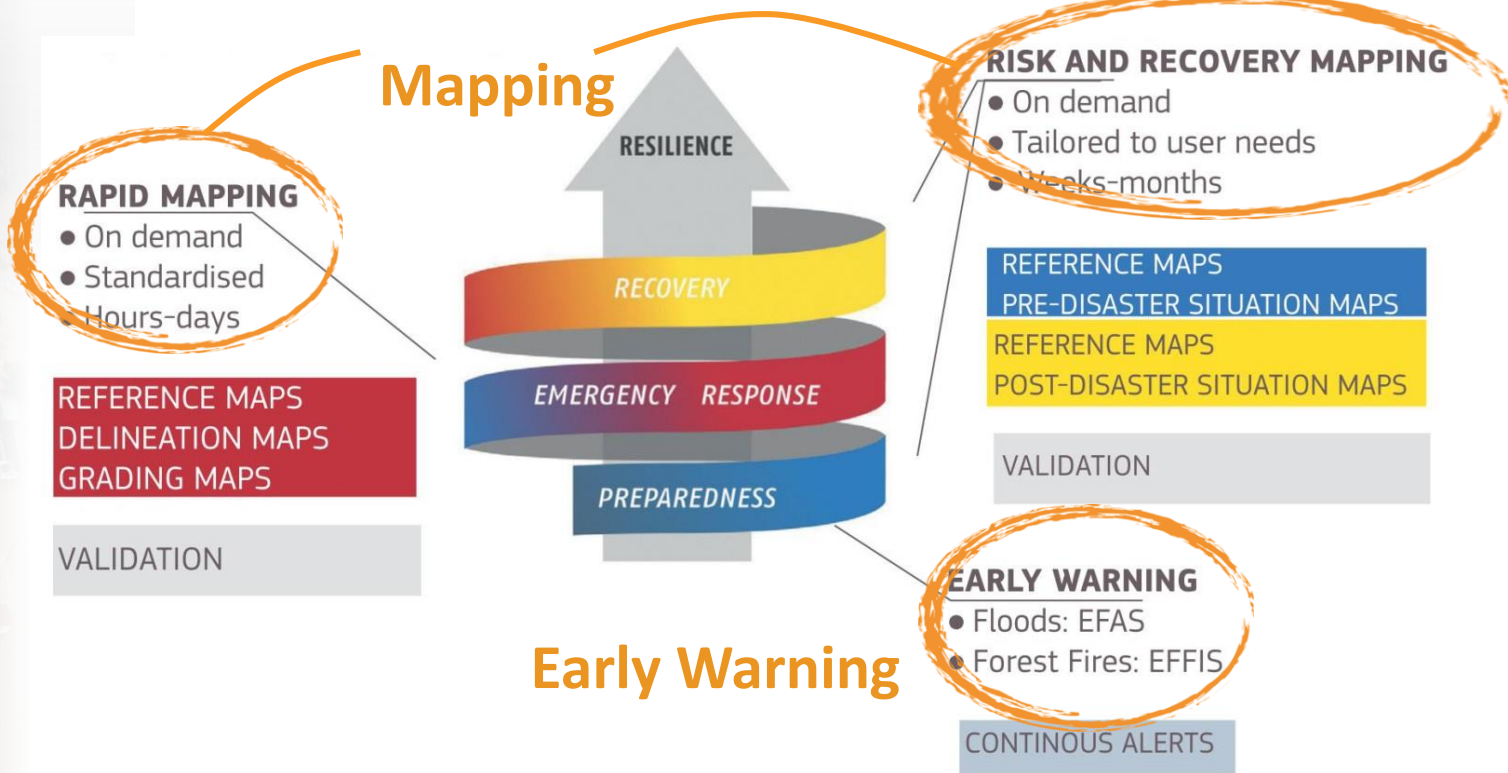 Mapping
RAPID MAPPING
● On demand
● Standardised
● Hours-days
REFERENCE MAPS
DELINEATION MAPS
GRADING MAPS
VALIDATION
RESILIENCE
RECOVERY
EMERGENCY RESPONSE
PREPAREDNESS
RISK AND RECOVERY MAPPING
● On demand
● Tailored to user needs
● Weeks-months
REFERENCE MAPS
PRE-DISASTER SITUATION MAPS
REFERENCE MAPS
POST-DISASTER SITUATION MAPS
VALIDATION
Early Warning
EARLY WARNING
● Floods: EFAS
● Forest Fires: EFFIS
CONTINOUS ALERTS